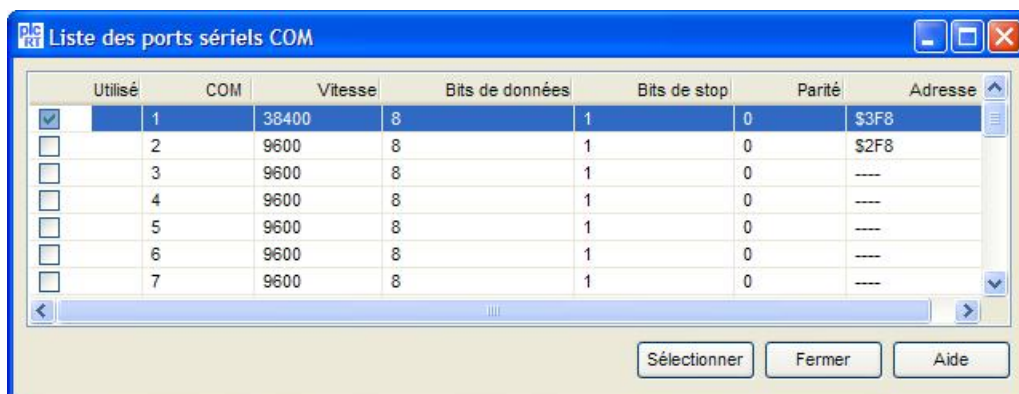 plc RT Liste des ports sériels COM
Utilisé COM Vitesse Bits de données Bits de stop Parité Adresse
1 38400 8 1 0 $3F8
2 9600 8 1 0 $2F8
3 9600 8 1 0 ----
4 9600 8 1 0 ----
5 9600 8 1 0 ----
6 9600 8 1 0 ----
7 9600 8 1 0 ----
Sélectionner Fermer Aide